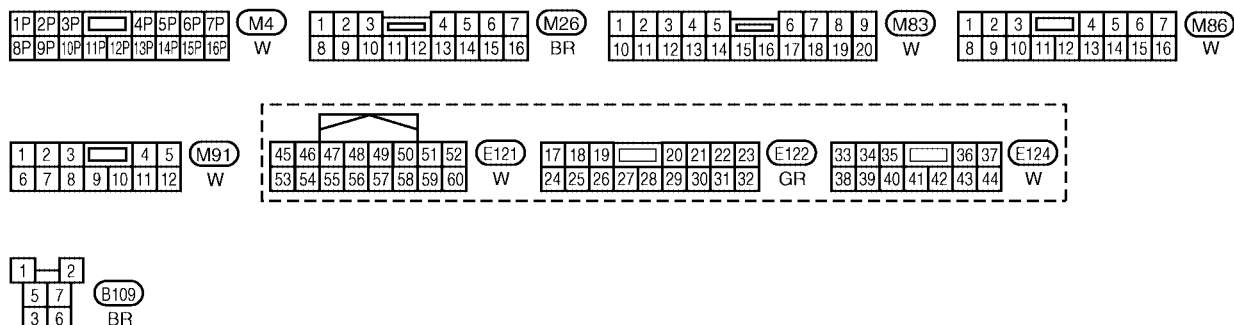 1P 2P 3P 4P 5P 6P 7P M4
8P 9P 10P 11P 12P 13P 14P 15P 16P W
1 2 3 4 5 6 7 M26
8 9 10 11 12 13 14 15 16 BR
1 2 3 4 5 6 7 8 9 M83
10 11 12 13 14 15 16 17 18 19 20 W
1 2 3 4 5 6 7 M86
8 9 10 11 12 13 14 15 16 W
1 2 3 4 5 M91
6 7 8 9 10 11 12 W
45 46 47 48 49 50 51 52 E121
53 54 55 56 57 58 59 60 W
17 18 19 20 21 22 23 E122
24 25 26 27 28 29 30 31 32 GR
33 34 35 36 37 E124
38 39 40 41 42 43 44 W
1 2
5 7 B109
3 6 BR